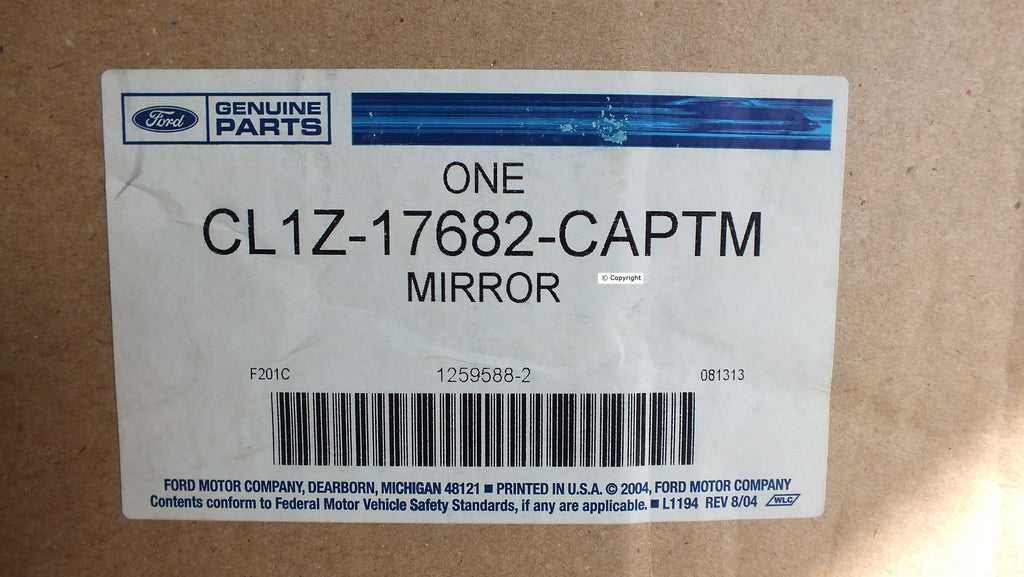 Ford GENUINE
PARTS
ONE
CL1Z-17682-CAPTM
MIRROR
© Copyright
F201C 1259588-2 081313
FORD MOTOR COMPANY, DEARBORN, MICHIGAN 48121 ■ PRINTED IN U.S.A. © 2004, FORD MOTOR COMPANY
Contents conform to Federal Motor Vehicle Safety Standards, if any are applicable. ■ L1194 REV 8/04 WLC